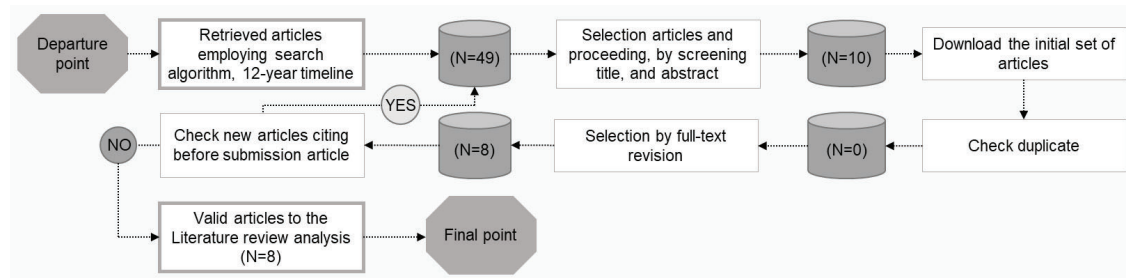 Departure
point
Retrieved articles
employing search
algorithm, 12-year timeline
(N=49)
Selection articles and
proceeding, by screening
title, and abstract
(N=10)
Download the initial set of
articles
YES
NO
Check new articles citing
before submission article
(N=8)
Selection by full-text
revision
(N=0)
Check duplicate
Valid articles to the
Literature review analysis
(N=8)
Final point